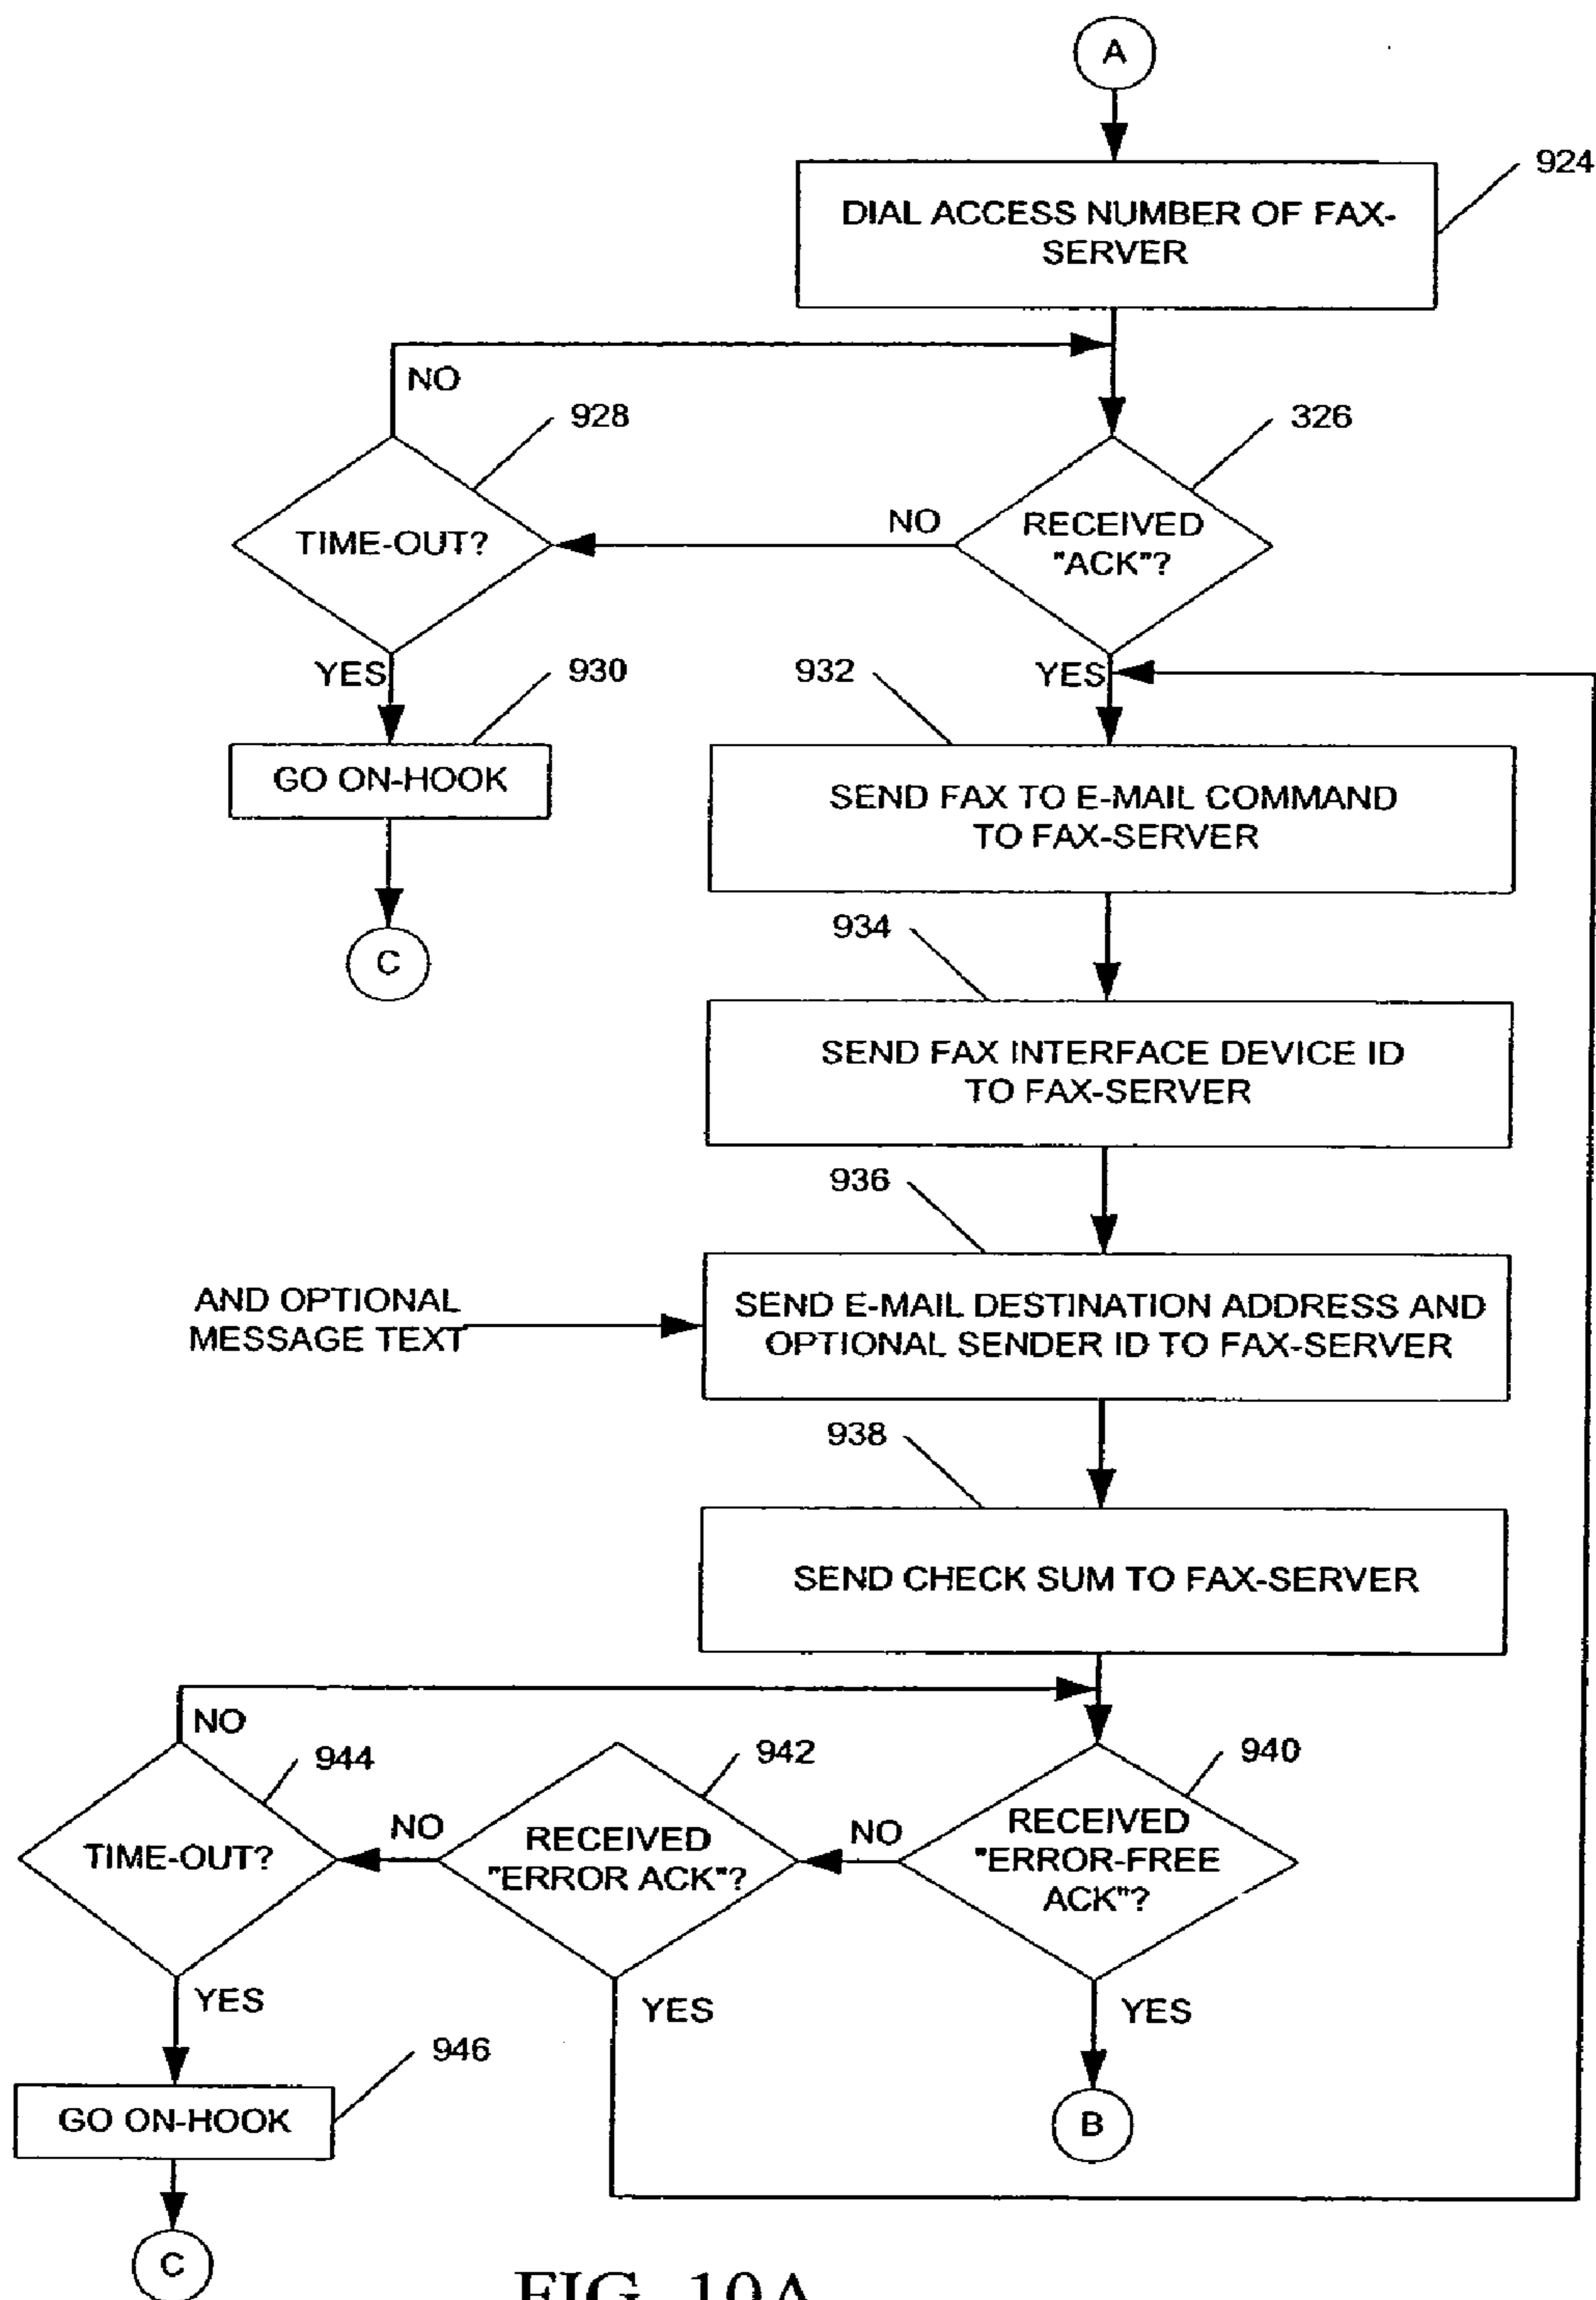 A
924
DIAL ACCESS NUMBER OF FAX-
SERVER
NO
928
326
TIME-OUT?
NO
RECEIVED
"ACK"?
YES
930
932
YES
GO ON-HOOK
SEND FAX TO E-MAIL COMMAND
TO FAX-SERVER
C
934
SEND FAX INTERFACE DEVICE ID
TO FAX-SERVER
936
AND OPTIONAL
MESSAGE TEXT
SEND E-MAIL DESTINATION ADDRESS AND
OPTIONAL SENDER ID TO FAX-SERVER
938
SEND CHECK SUM TO FAX-SERVER
NO
944
942
940
TIME-OUT?
NO
RECEIVED
"ERROR ACK"?
NO
RECEIVED
"ERROR-FREE
ACK"?
YES
YES
YES
946
GO ON-HOOK
B
C
FIG. 10A